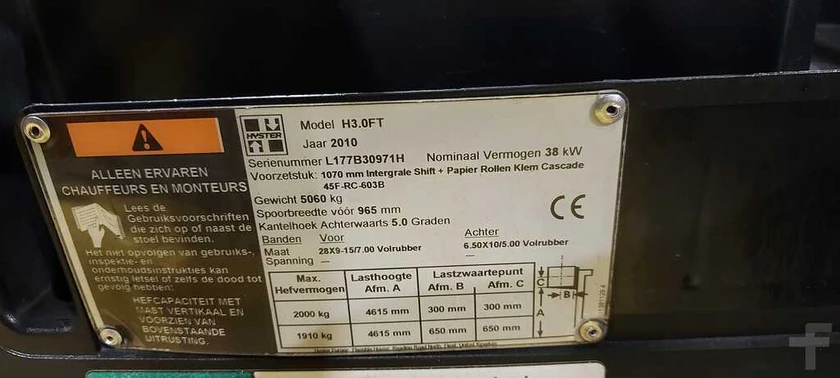 HYSTER
Model H3.0FT
Jaar 2010
Serienummer L177B30971H Nominaal Vermogen 38 kW
Voorzetstuk: 1070 mm Intergrale Shift + Papier Rollen Klem Cascade
45F-RC-603B
Gewicht 5060 kg
Spoorbreedte vóór 965 mm
Kantelhoek Achterwaarts 5.0 Graden
Banden Voor Achter
Maat 28X9-15/7.00 Volrubber 6.50X10/5.00 Volrubber
Spanning — —
CE
ALLEEN ERVAREN
CHAUFFEURS EN MONTEURS
Lees de
Gebruiksvoorschriften
die zich op of naast de
stoel bevinden.
Het niet opvolgen van gebruiks-,
inspektie- en
onderhoudsinstrukties kan
ernstig letsel of zelfs de dood tot
gevolg hebben.
HEFCAPACITEIT MET
MAST VERTIKAAL EN
VOORZIEN VAN
BOVENSTAANDE
UITRUSTING.
Max. Hefvermogen Lasthoogte Afm. A Lastzwaartepunt Afm. B Afm. C
2000 kg 4615 mm 300 mm 300 mm
1910 kg 4615 mm 650 mm 650 mm
C
B
A